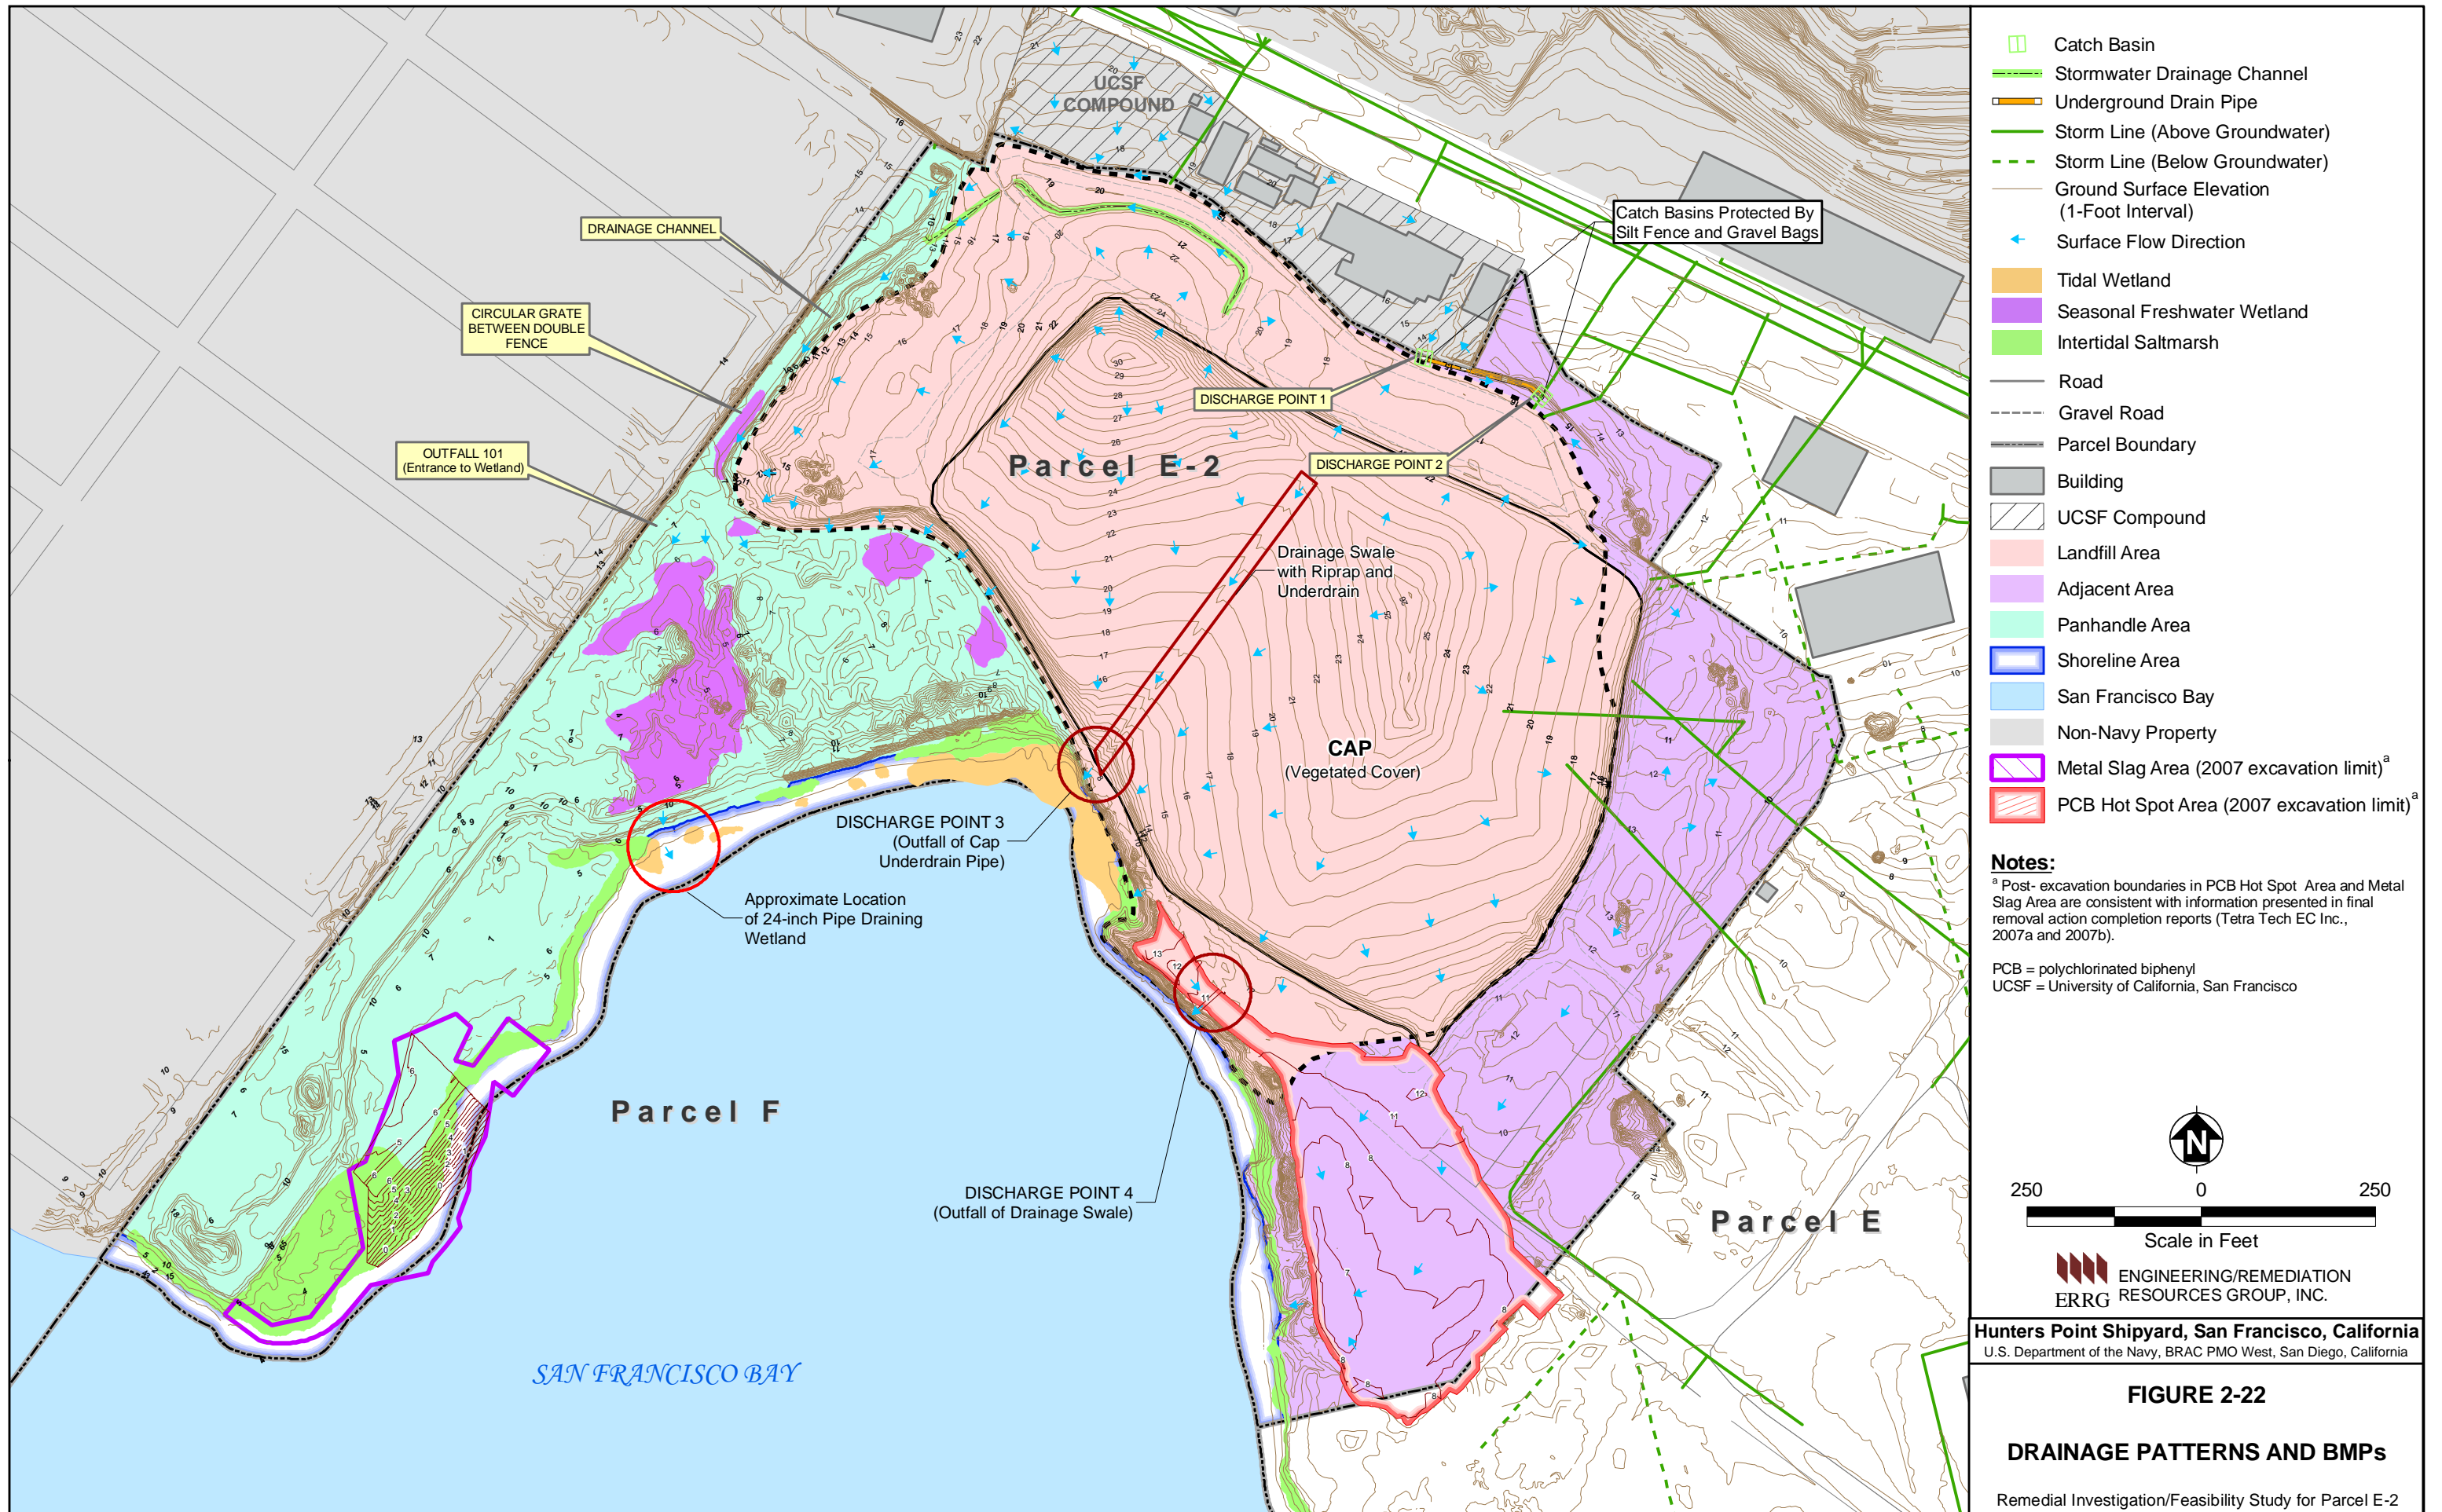 UCSF
COMPOUND
DRAINAGE CHANNEL
CIRCULAR GRATE
BETWEEN DOUBLE
FENCE
OUTFALL 101
(Entrance to Wetland)
Catch Basins Protected By
Silt Fence and Gravel Bags
DISCHARGE POINT 1
DISCHARGE POINT 2
Parcel E-2
Drainage Swale
with Riprap and
Underdrain
CAP
(Vegetated Cover)
DISCHARGE POINT 3
(Outfall of Cap
Underdrain Pipe)
Approximate Location
of 24-inch Pipe Draining
Wetland
Parcel F
DISCHARGE POINT 4
(Outfall of Drainage Swale)
Parcel E
SAN FRANCISCO BAY
Catch Basin
Stormwater Drainage Channel
Underground Drain Pipe
Storm Line (Above Groundwater)
Storm Line (Below Groundwater)
Ground Surface Elevation
(1-Foot Interval)
Surface Flow Direction
Tidal Wetland
Seasonal Freshwater Wetland
Intertidal Saltmarsh
Road
Gravel Road
Parcel Boundary
Building
UCSF Compound
Landfill Area
Adjacent Area
Panhandle Area
Shoreline Area
San Francisco Bay
Non-Navy Property
Metal Slag Area (2007 excavation limit)a
PCB Hot Spot Area (2007 excavation limit)a
Notes:
a Post- excavation boundaries in PCB Hot Spot Area and Metal
Slag Area are consistent with information presented in final
removal action completion reports (Tetra Tech EC Inc.,
2007a and 2007b).
PCB = polychlorinated biphenyl
UCSF = University of California, San Francisco
N
250 0 250
Scale in Feet
ERRG
ENGINEERING/REMEDIATION
RESOURCES GROUP, INC.
Hunters Point Shipyard, San Francisco, California
U.S. Department of the Navy, BRAC PMO West, San Diego, California
FIGURE 2-22
DRAINAGE PATTERNS AND BMPs
Remedial Investigation/Feasibility Study for Parcel E-2